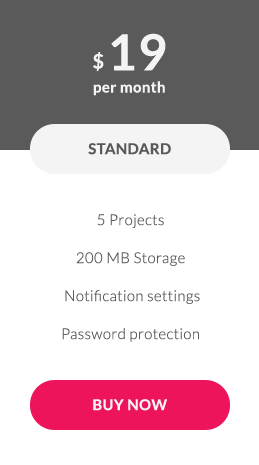 $ 19
per month
STANDARD
5 Projects
200 MB Storage
Notification settings
Password protection
BUY NOW